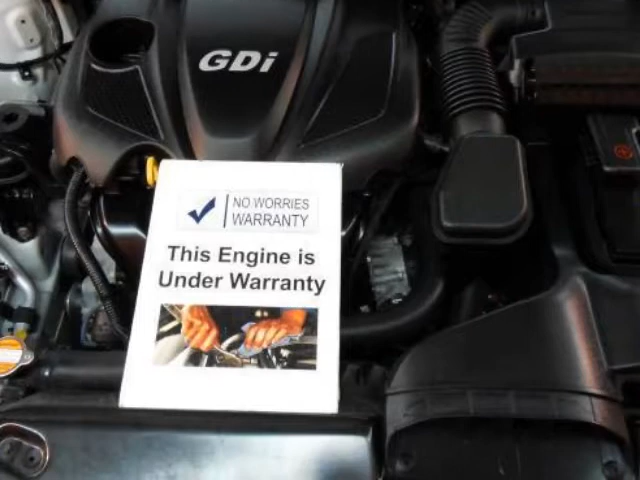 GDi
NO WORRIES
WARRANTY
This Engine is
Under Warranty